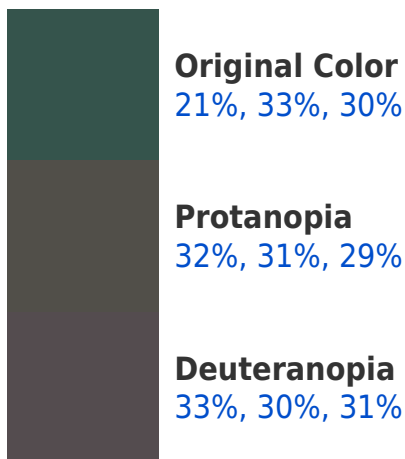 Original Color
21%, 33%, 30%
Protanopia
32%, 31%, 29%
Deuteranopia
33%, 30%, 31%